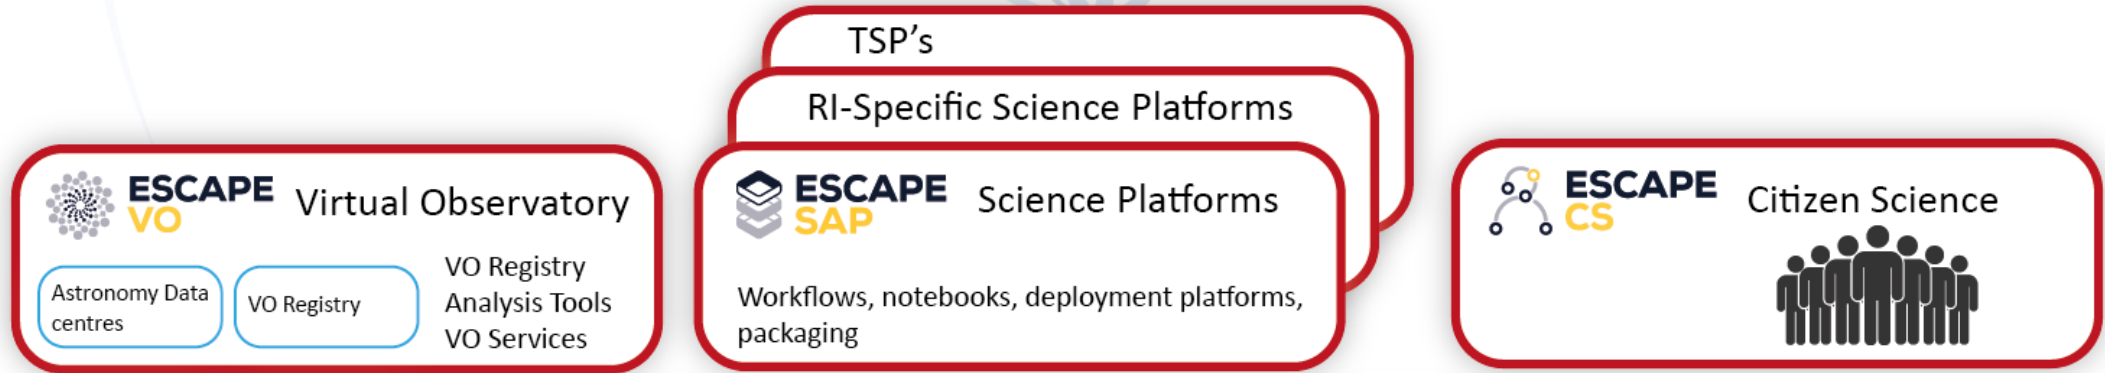 TSP's
RI-Specific Science Platforms
ESCAPE
VO
Virtual Observatory
Astronomy Data
centres
VO Registry
VO Registry
Analysis Tools
VO Services
ESCAPE
SAP
Science Platforms
Workflows, notebooks, deployment platforms,
packaging
ESCAPE
CS
Citizen Science